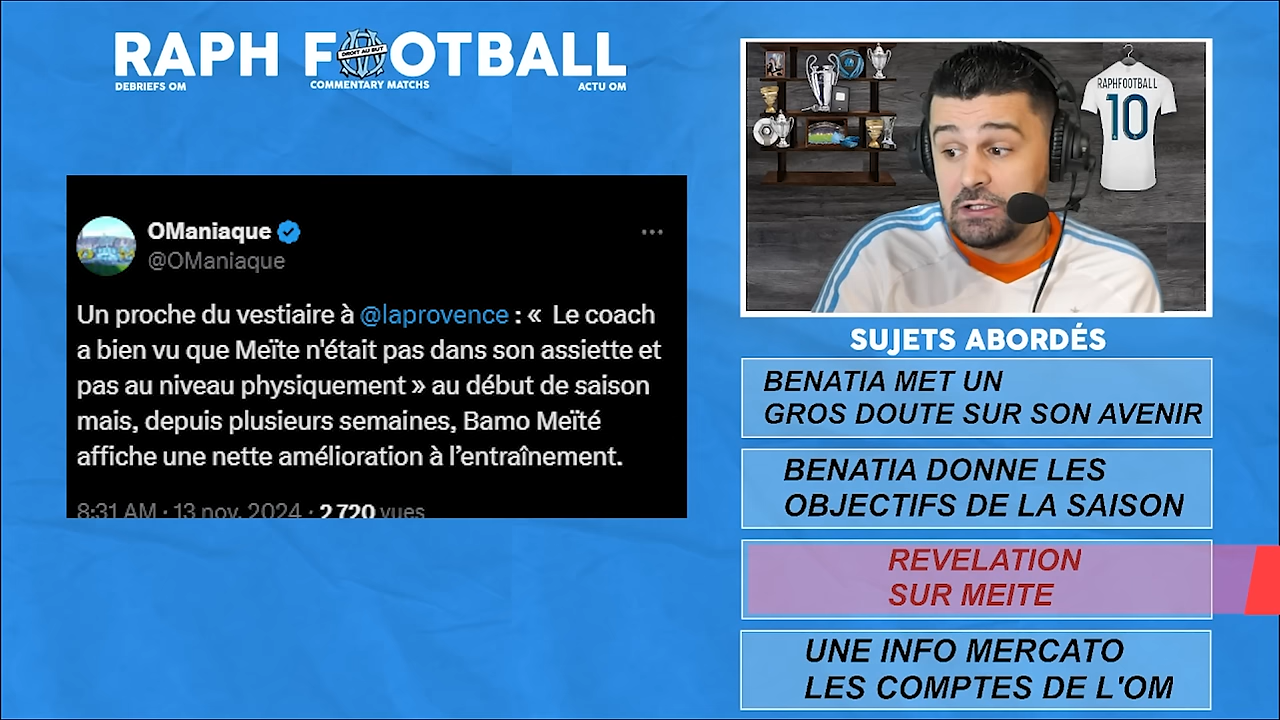 RAPH FOOTBALL
DROIT AU BUT
DEBRIEFS OM
COMMENTARY MATCHS
ACTU OM
OManiaque
@OManiaque
Un proche du vestiaire à @laprovence : « Le coach
a bien vu que Meïte n'était pas dans son assiette et
pas au niveau physiquement » au début de saison
mais, depuis plusieurs semaines, Bamo Meïté
affiche une nette amélioration à l’entraînement.
8:31 AM · 13 nov. 2024 · 2 720 vues
RAPHFOOTBALL
10
SUJETS ABORDÉS
BENATIA MET UN
GROS DOUTE SUR SON AVENIR
BENATIA DONNE LES
OBJECTIFS DE LA SAISON
REVELATION
SUR MEITE
UNE INFO MERCATO
LES COMPTES DE L'OM